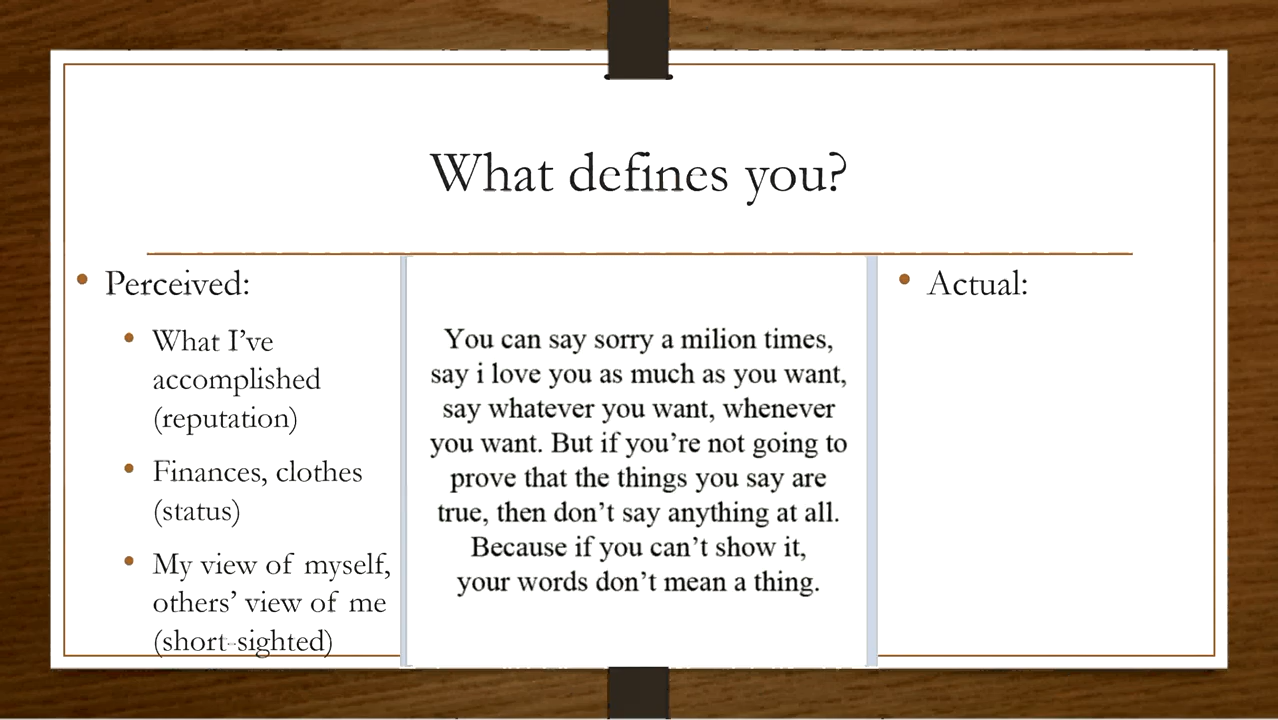 What defines you?
• Perceived:
• What I've
accomplished
(reputation)
• Finances, clothes
(status)
• My view of myself,
others' view of me
(short-sighted)
You can say sorry a milion times,
say i love you as much as you want,
say whatever you want, whenever
you want. But if you're not going to
prove that the things you say are
true, then don't say anything at all.
Because if you can't show it,
your words don't mean a thing.
• Actual: